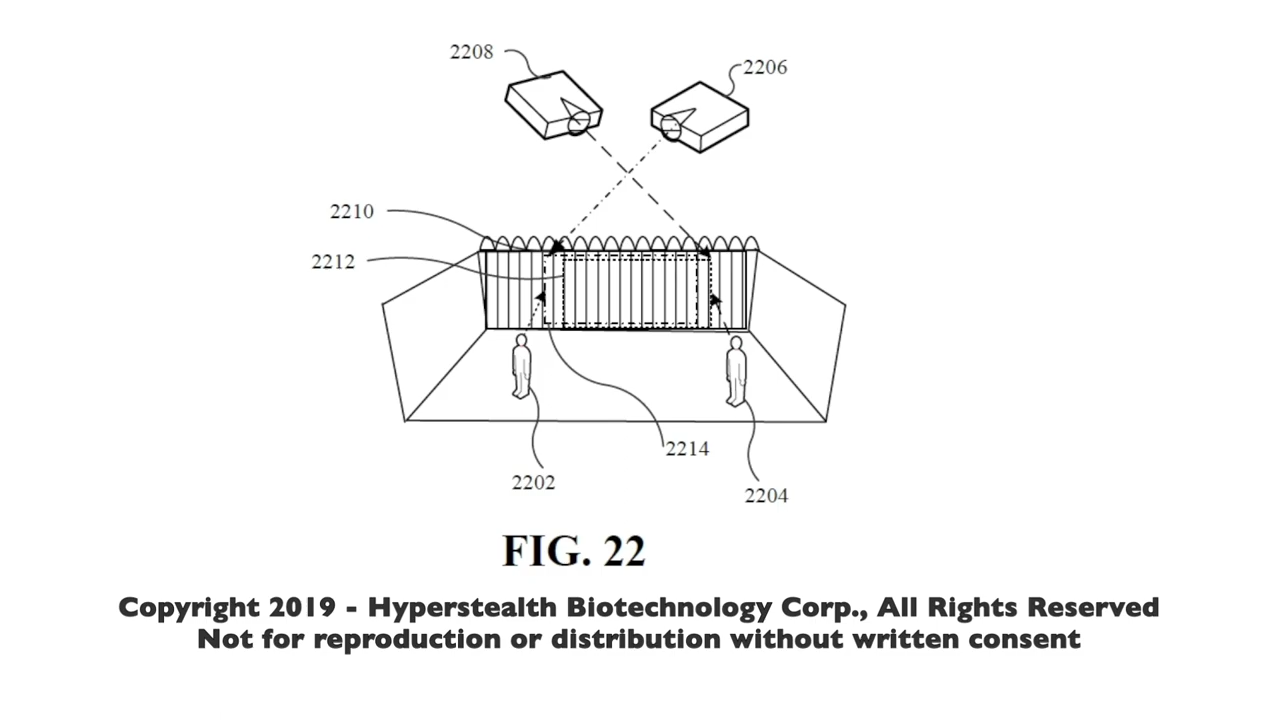 2208
2206
2210
2212
2214
2202
2204
FIG. 22
Copyright 2019 - Hyperstealth Biotechnology Corp., All Rights Reserved
Not for reproduction or distribution without written consent